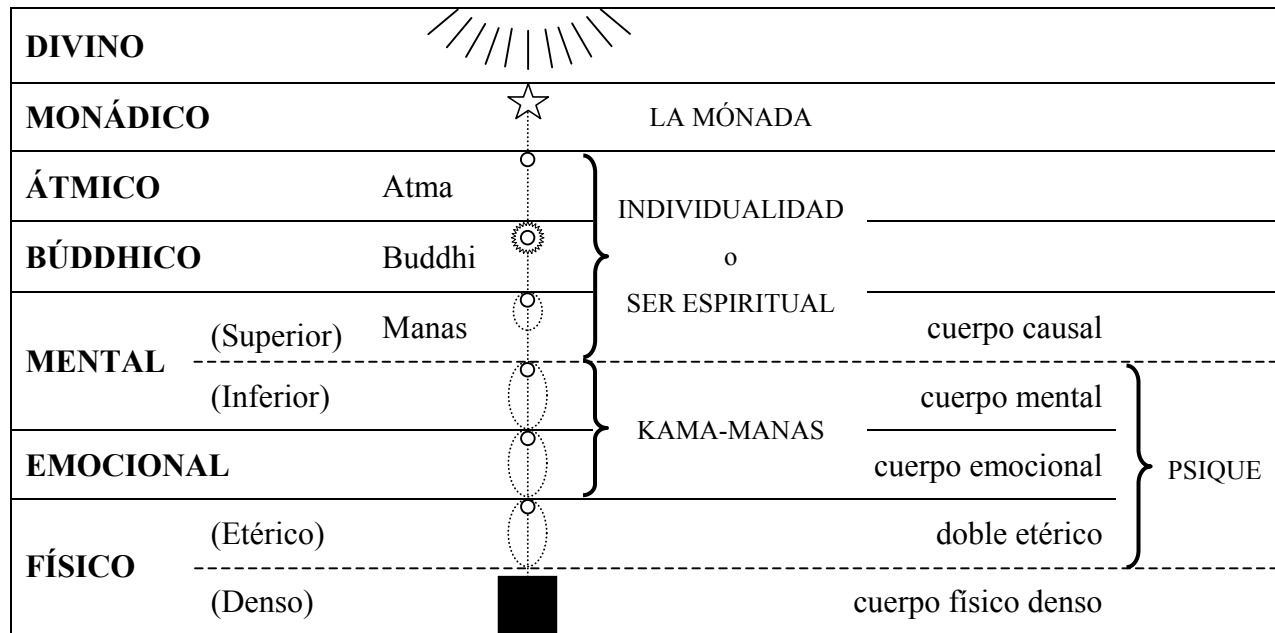 DIVINO
MONÁDICO LA MÓNADA
ÁTMICO Atma
INDIVIDUALIDAD
BÚDDHICO Buddhi o
SER ESPIRITUAL
MENTAL (Superior) Manas cuerpo causal
(Inferior) cuerpo mental
KAMA-MANAS
EMOCIONAL cuerpo emocional PSIQUE
FÍSICO (Etérico) doble etérico
(Denso) cuerpo físico denso